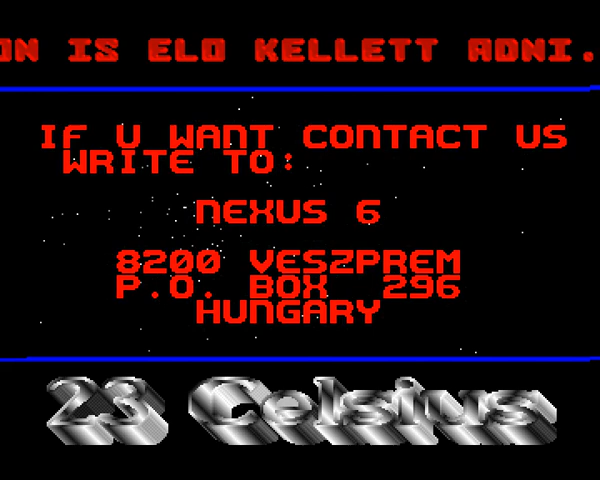 ON IS ELO KELLETT ADNI.
IF U WANT CONTACT US
WRITE TO:
NEXUS 6
8200 VESZPREM
P.O. BOX 296
HUNGARY
23 Celsius